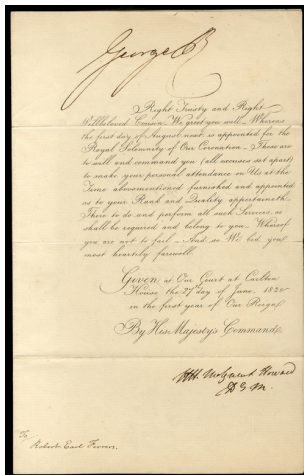 George R
Right Trusty and Right
Wellbeloved Cousin We greet you well — Whereas
the first day of August next, is appointed for the
Royal Solemnity of Our Coronation — These are
to will and command you (all excuses set apart)
to make your personal attendance on Us at the
Time abovementioned furnished and appointed
as to your Rank and Quality appertaineth.
There to do and perform all such Services, as
shall be required and belong to you — Whereof
you are not to fail — And so We bid you
most heartily farewell.
Given at Our Court at Carlton
House the 27 day of June, 1820
in the first year of Our Reign
By His Majesty's Command
Howard
D E M.
To
Robert Earl Ferrers.